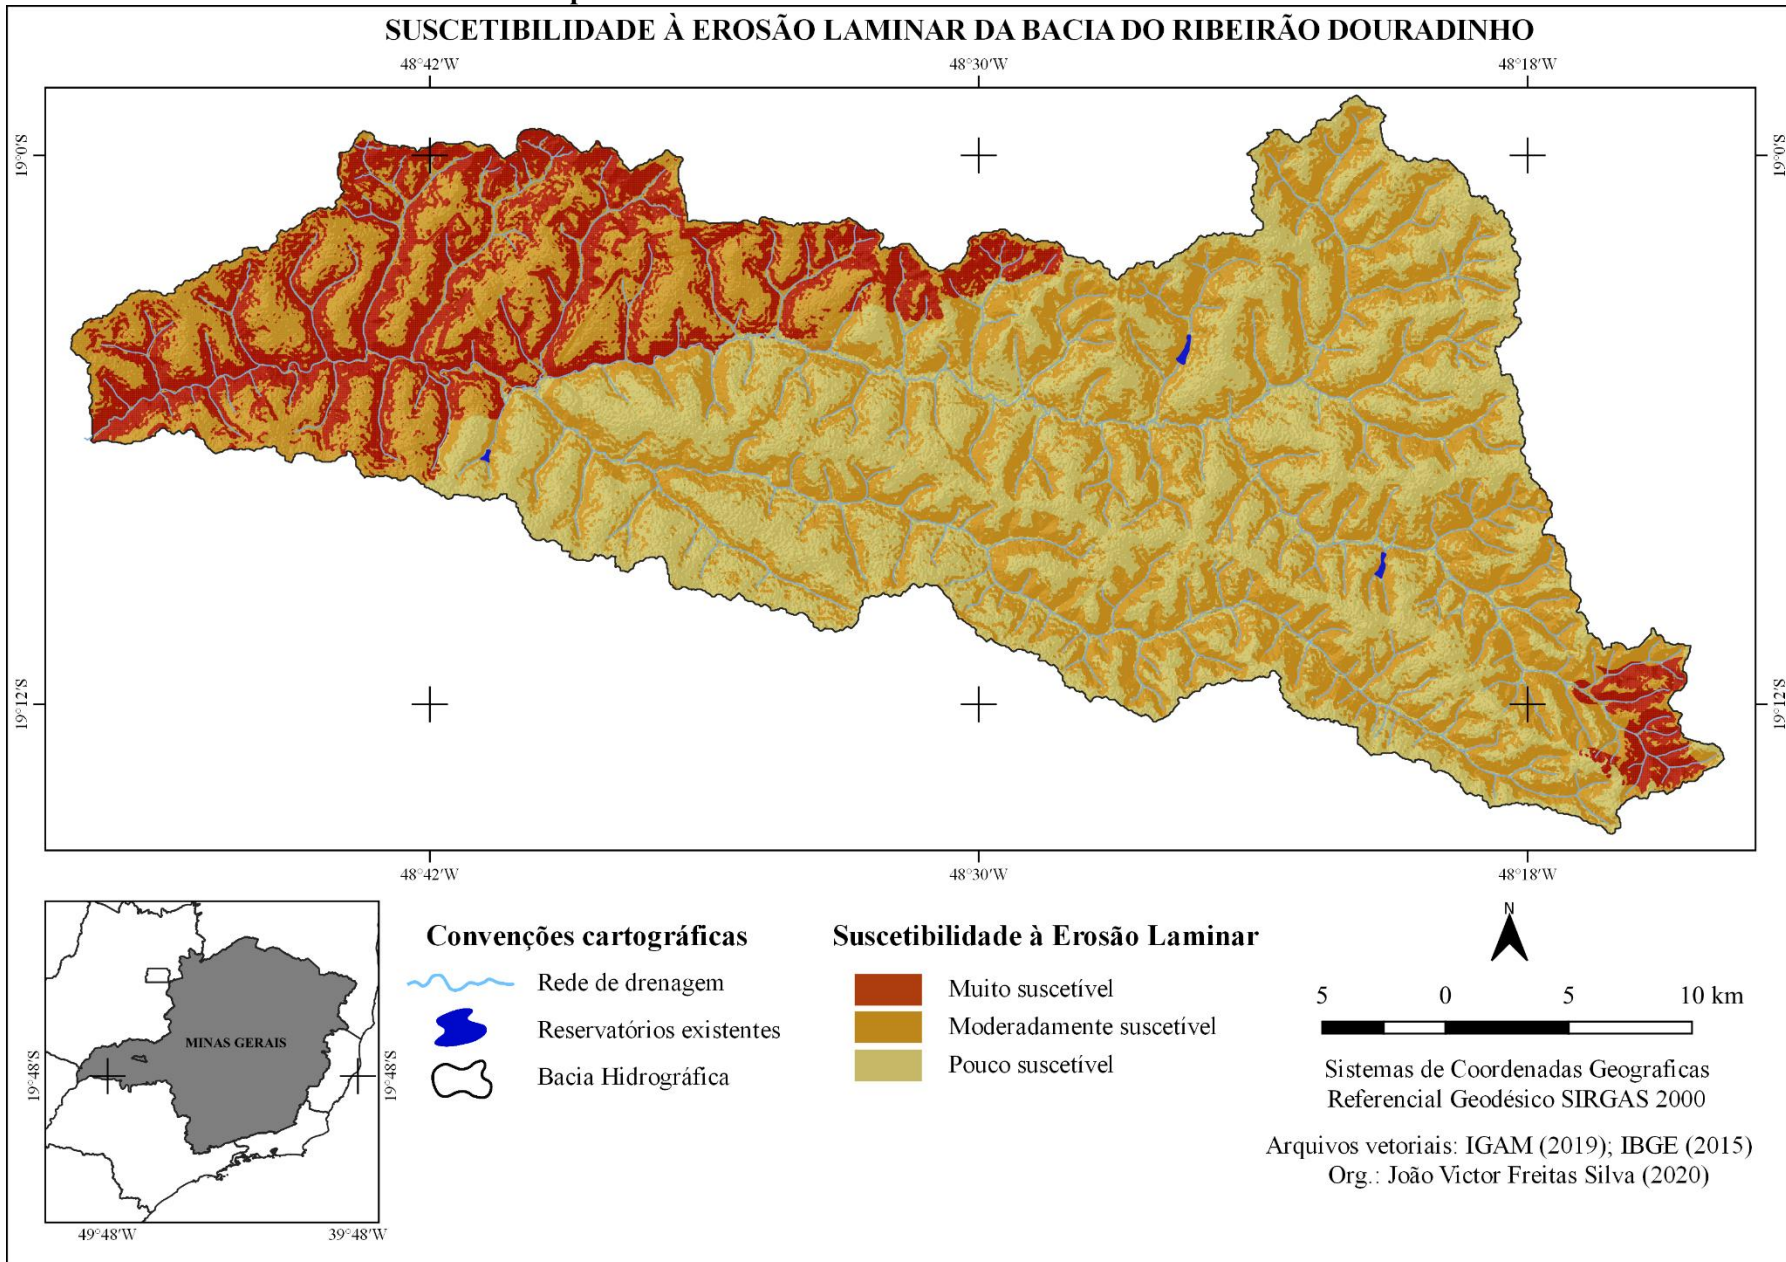 SUSCETIBILIDADE À EROSÃO LAMINAR DA BACIA DO RIBEIRÃO DOURADINHO
48°42'W
48°30'W
48°18'W
19°0'S
19°0'S
19°12'S
19°12'S
48°42'W
48°30'W
48°18'W
MINAS GERAIS
19°48'S
19°48'S
49°48'W
39°48'W
Convenções cartográficas
Rede de drenagem
Reservatórios existentes
Bacia Hidrográfica
Suscetibilidade à Erosão Laminar
Muito suscetível
Moderadamente suscetível
Pouco suscetível
N
5 0 5 10 km
Sistemas de Coordenadas Geograficas
Referencial Geodésico SIRGAS 2000
Arquivos vetoriais: IGAM (2019); IBGE (2015)
Org.: João Victor Freitas Silva (2020)